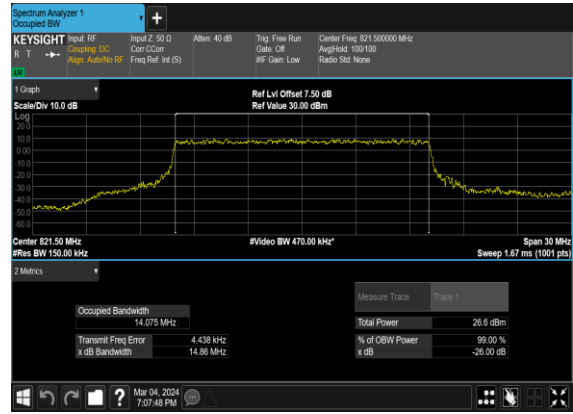 Spectrum Analyzer 1
Occupied BW
+
KEYSIGHT Input: RF Input Z: 50 Ω Atten: 40 dB Trig: Free Run Center Freq: 821.500000 MHz
R T Coupling: DC Corr CCorr Gate: Off Avg|Hold: 100/100
Align: Auto/No RF Freq Ref: Int (S) #IF Gain: Low Radio Std: None
LW
1 Graph
Ref Lvl Offset 7.50 dB
Scale/Div 10.0 dB Ref Value 30.00 dBm
Log
20.0
10.0
0.00
-10.0
-20.0
-30.0
-40.0
-50.0
-60.0
Center 821.50 MHz #Video BW 470.00 kHz* Span 30 MHz
#Res BW 150.00 kHz Sweep 1.67 ms (1001 pts)
2 Metrics
Measure Trace Trace 1
Occupied Bandwidth
14.075 MHz Total Power 26.6 dBm
Transmit Freq Error 4.438 kHz % of OBW Power 99.00 %
x dB Bandwidth 14.86 MHz x dB -26.00 dB
? Mar 04, 2024
7:07:48 PM